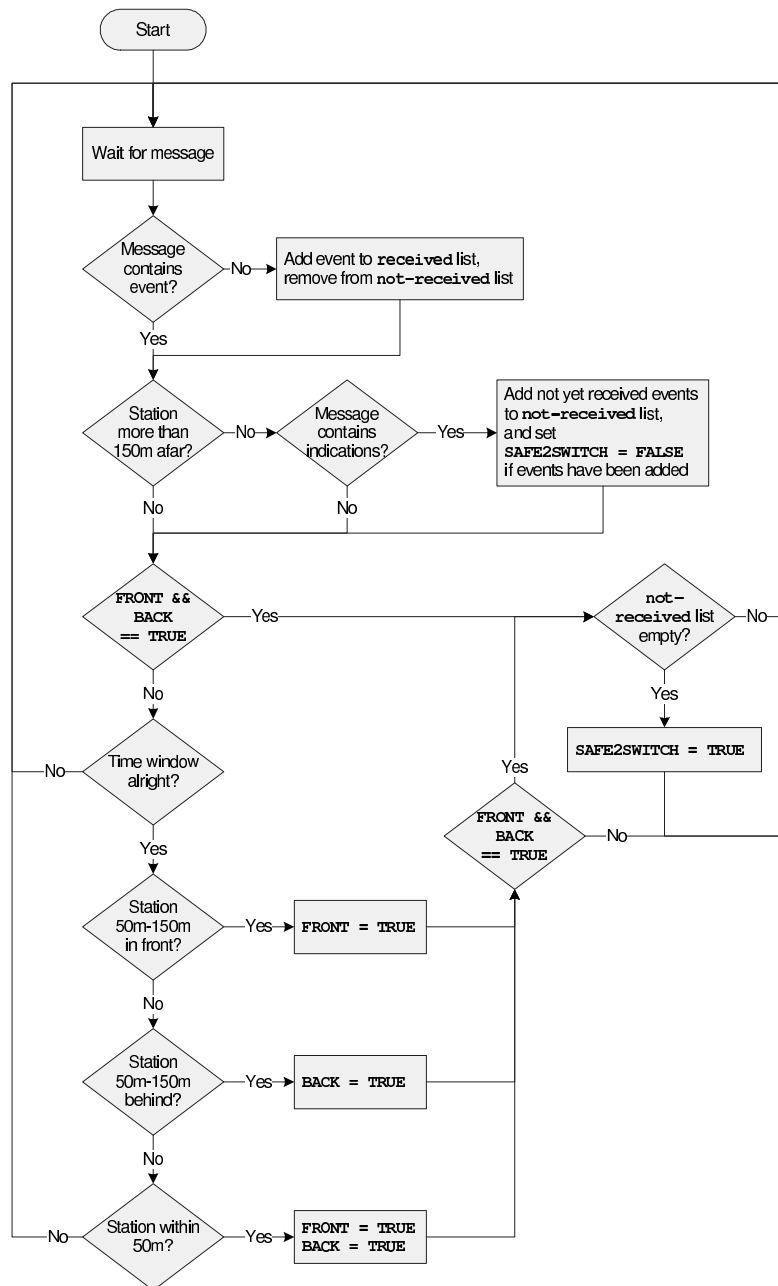 Start
Wait for message
Message
contains
event?
No
Add event to received list,
remove from not-received list
Yes
Station
more than
150m afar?
No
Message
contains
indications?
Yes
Add not yet received events
to not-received list,
and set
SAFE2SWITCH = FALSE
if events have been added
No
No
FRONT &&
BACK
== TRUE
Yes
not-
received list
empty?
No
No
Yes
SAFE2SWITCH = TRUE
No
Time window
alright?
Yes
FRONT &&
BACK
== TRUE
No
Yes
Station
50m-150m
in front?
Yes
FRONT = TRUE
No
Station
50m-150m
behind?
Yes
BACK = TRUE
No
No
Station within
50m?
Yes
FRONT = TRUE
BACK = TRUE